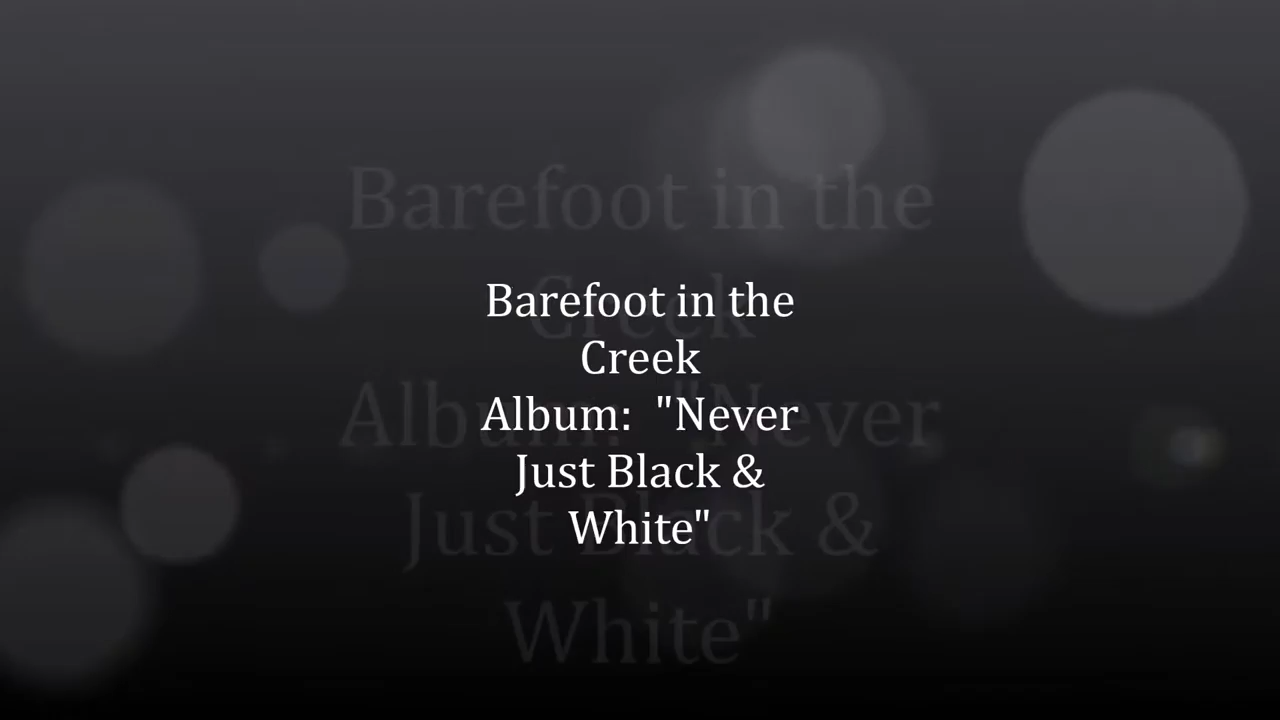 Barefoot in the
Creek
Album:  "Never
Just Black &
White"